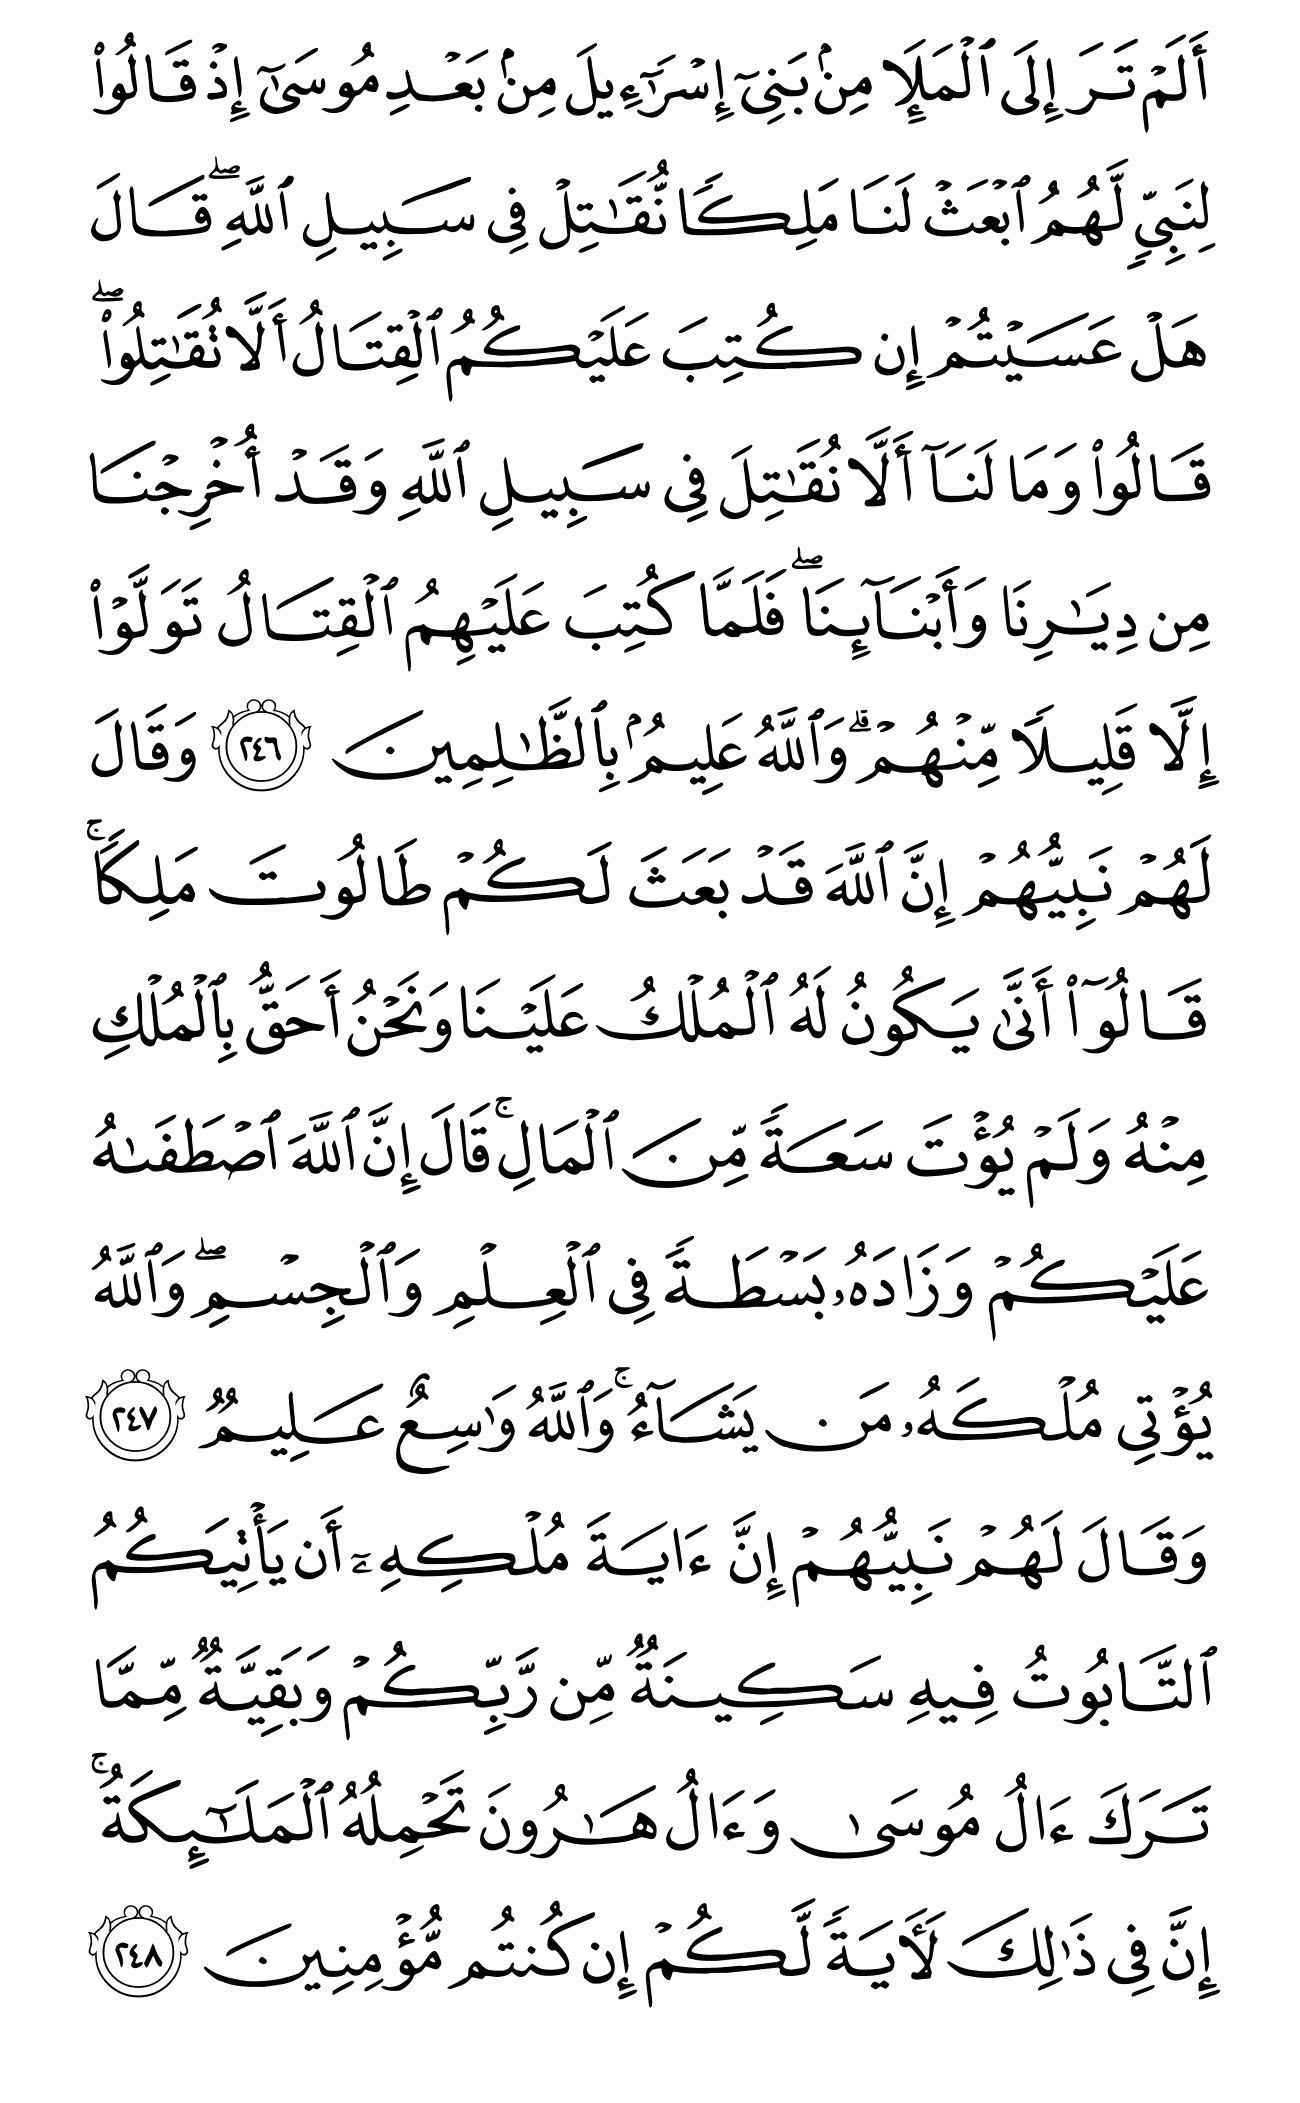 أَلَمْ تَرَ إِلَى ٱلْمَلَإِ مِنۢ بَنِىٓ إِسْرَٰٓءِيلَ مِنۢ بَعْدِ مُوسَىٰٓ إِذْ قَالُوا۟
لِنَبِىٍّ لَّهُمُ ٱبْعَثْ لَنَا مَلِكًا نُّقَـٰتِلْ فِى سَبِيلِ ٱللَّهِ ۖ قَالَ
هَلْ عَسَيْتُمْ إِن كُتِبَ عَلَيْكُمُ ٱلْقِتَالُ أَلَّا تُقَـٰتِلُوا۟ ۖ
قَالُوا۟ وَمَا لَنَآ أَلَّا نُقَـٰتِلَ فِى سَبِيلِ ٱللَّهِ وَقَدْ أُخْرِجْنَا
مِن دِيَـٰرِنَا وَأَبْنَآئِنَا ۖ فَلَمَّا كُتِبَ عَلَيْهِمُ ٱلْقِتَالُ تَوَلَّوْا۟
إِلَّا قَلِيلًا مِّنْهُمْ ۗ وَٱللَّهُ عَلِيمٌۢ بِٱلظَّـٰلِمِينَ ٢٤٦ وَقَالَ
لَهُمْ نَبِيُّهُمْ إِنَّ ٱللَّهَ قَدْ بَعَثَ لَكُمْ طَالُوتَ مَلِكًا ۚ
قَالُوٓا۟ أَنَّىٰ يَكُونُ لَهُ ٱلْمُلْكُ عَلَيْنَا وَنَحْنُ أَحَقُّ بِٱلْمُلْكِ
مِنْهُ وَلَمْ يُؤْتَ سَعَةً مِّنَ ٱلْمَالِ ۚ قَالَ إِنَّ ٱللَّهَ ٱصْطَفَىٰهُ
عَلَيْكُمْ وَزَادَهُۥ بَسْطَةً فِى ٱلْعِلْمِ وَٱلْجِسْمِ ۖ وَٱللَّهُ
يُؤْتِى مُلْكَهُۥ مَن يَشَآءُ ۚ وَٱللَّهُ وَٰسِعٌ عَلِيمٌ ٢٤٧
وَقَالَ لَهُمْ نَبِيُّهُمْ إِنَّ ءَايَةَ مُلْكِهِۦٓ أَن يَأْتِيَكُمُ
ٱلتَّابُوتُ فِيهِ سَكِينَةٌ مِّن رَّبِّكُمْ وَبَقِيَّةٌ مِّمَّا
تَرَكَ ءَالُ مُوسَىٰ وَءَالُ هَـٰرُونَ تَحْمِلُهُ ٱلْمَلَـٰٓئِكَةُ ۚ
إِنَّ فِى ذَٰلِكَ لَـَٔايَةً لَّكُمْ إِن كُنتُم مُّؤْمِنِينَ ٢٤٨